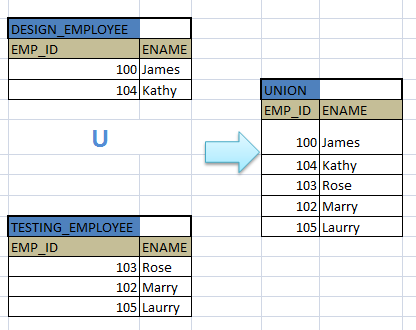 DESIGN_EMPLOYEE
EMP_ID ENAME
100 James
104 Kathy
U
TESTING_EMPLOYEE
EMP_ID ENAME
103 Rose
102 Marry
105 Laurry
UNION
EMP_ID ENAME
100 James
104 Kathy
103 Rose
102 Marry
105 Laurry